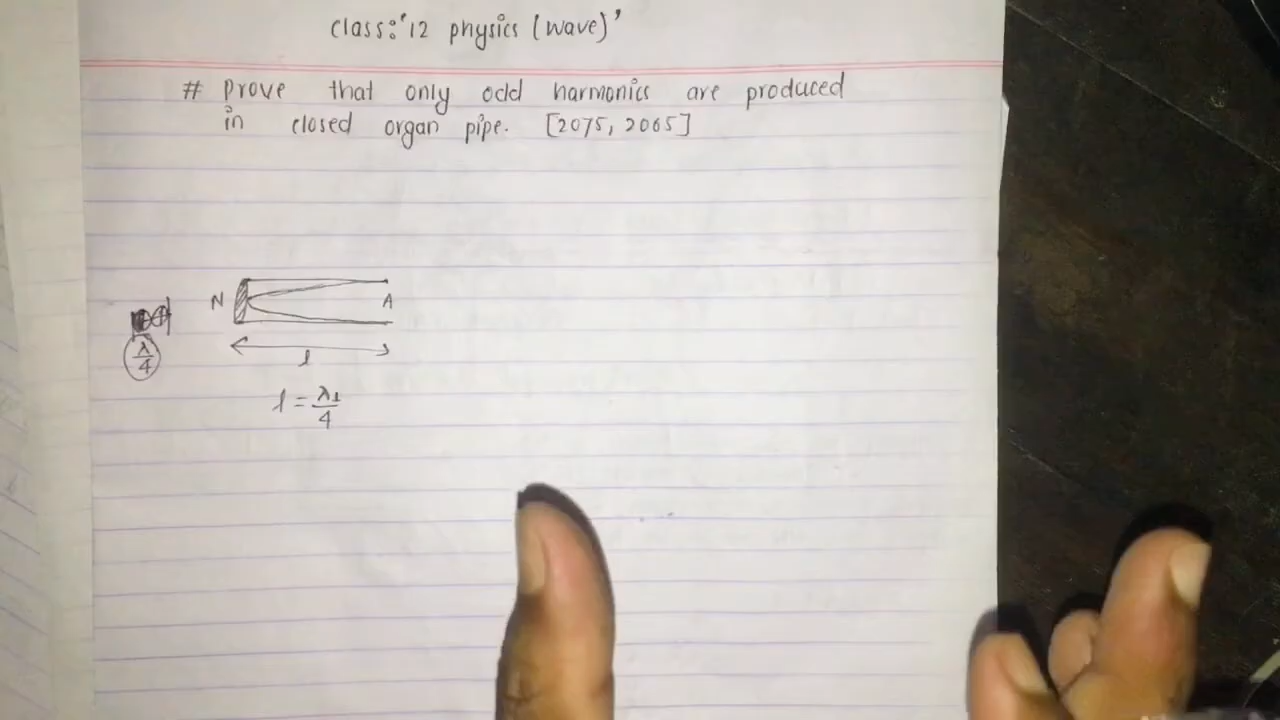 class:'12 physics (wave)'
# Prove that only odd harmonics are produced
in closed organ pipe. [2075, 2065]
N A
λ/4
l
l = λ1/4